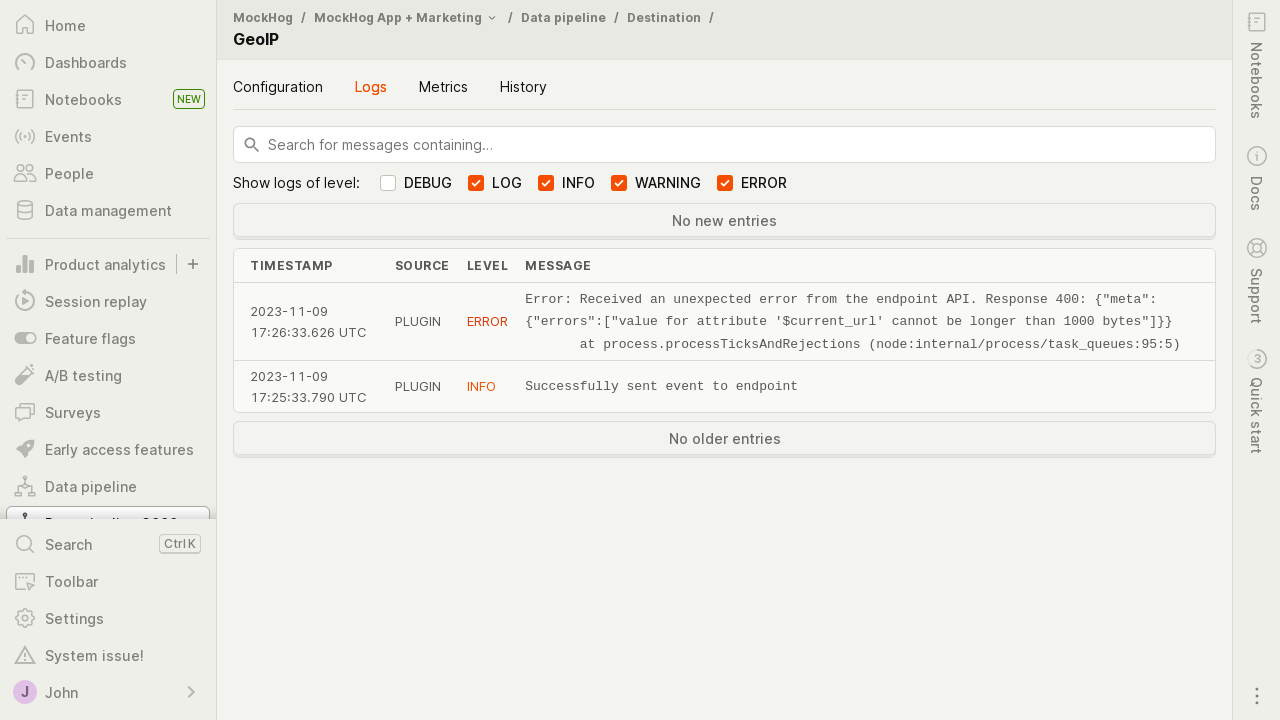 Home
Dashboards
Notebooks NEW
Events
People
Data management
Product analytics
Session replay
Feature flags
A/B testing
Surveys
Early access features
Data pipeline
Search Ctrl K
Toolbar
Settings
System issue!
J John
MockHog / MockHog App + Marketing / Data pipeline / Destination /
GeoIP
Configuration Logs Metrics History
Search for messages containing…
Show logs of level: DEBUG LOG INFO WARNING ERROR
No new entries
TIMESTAMP SOURCE LEVEL MESSAGE
2023-11-09
17:26:33.626 UTC
PLUGIN
ERROR
Error: Received an unexpected error from the endpoint API. Response 400: {"meta":
{"errors":["value for attribute '$current_url' cannot be longer than 1000 bytes"]}}
at process.processTicksAndRejections (node:internal/process/task_queues:95:5)
2023-11-09
17:25:33.790 UTC
PLUGIN
INFO
Successfully sent event to endpoint
No older entries
Notebooks
Docs
Support
3
Quick start